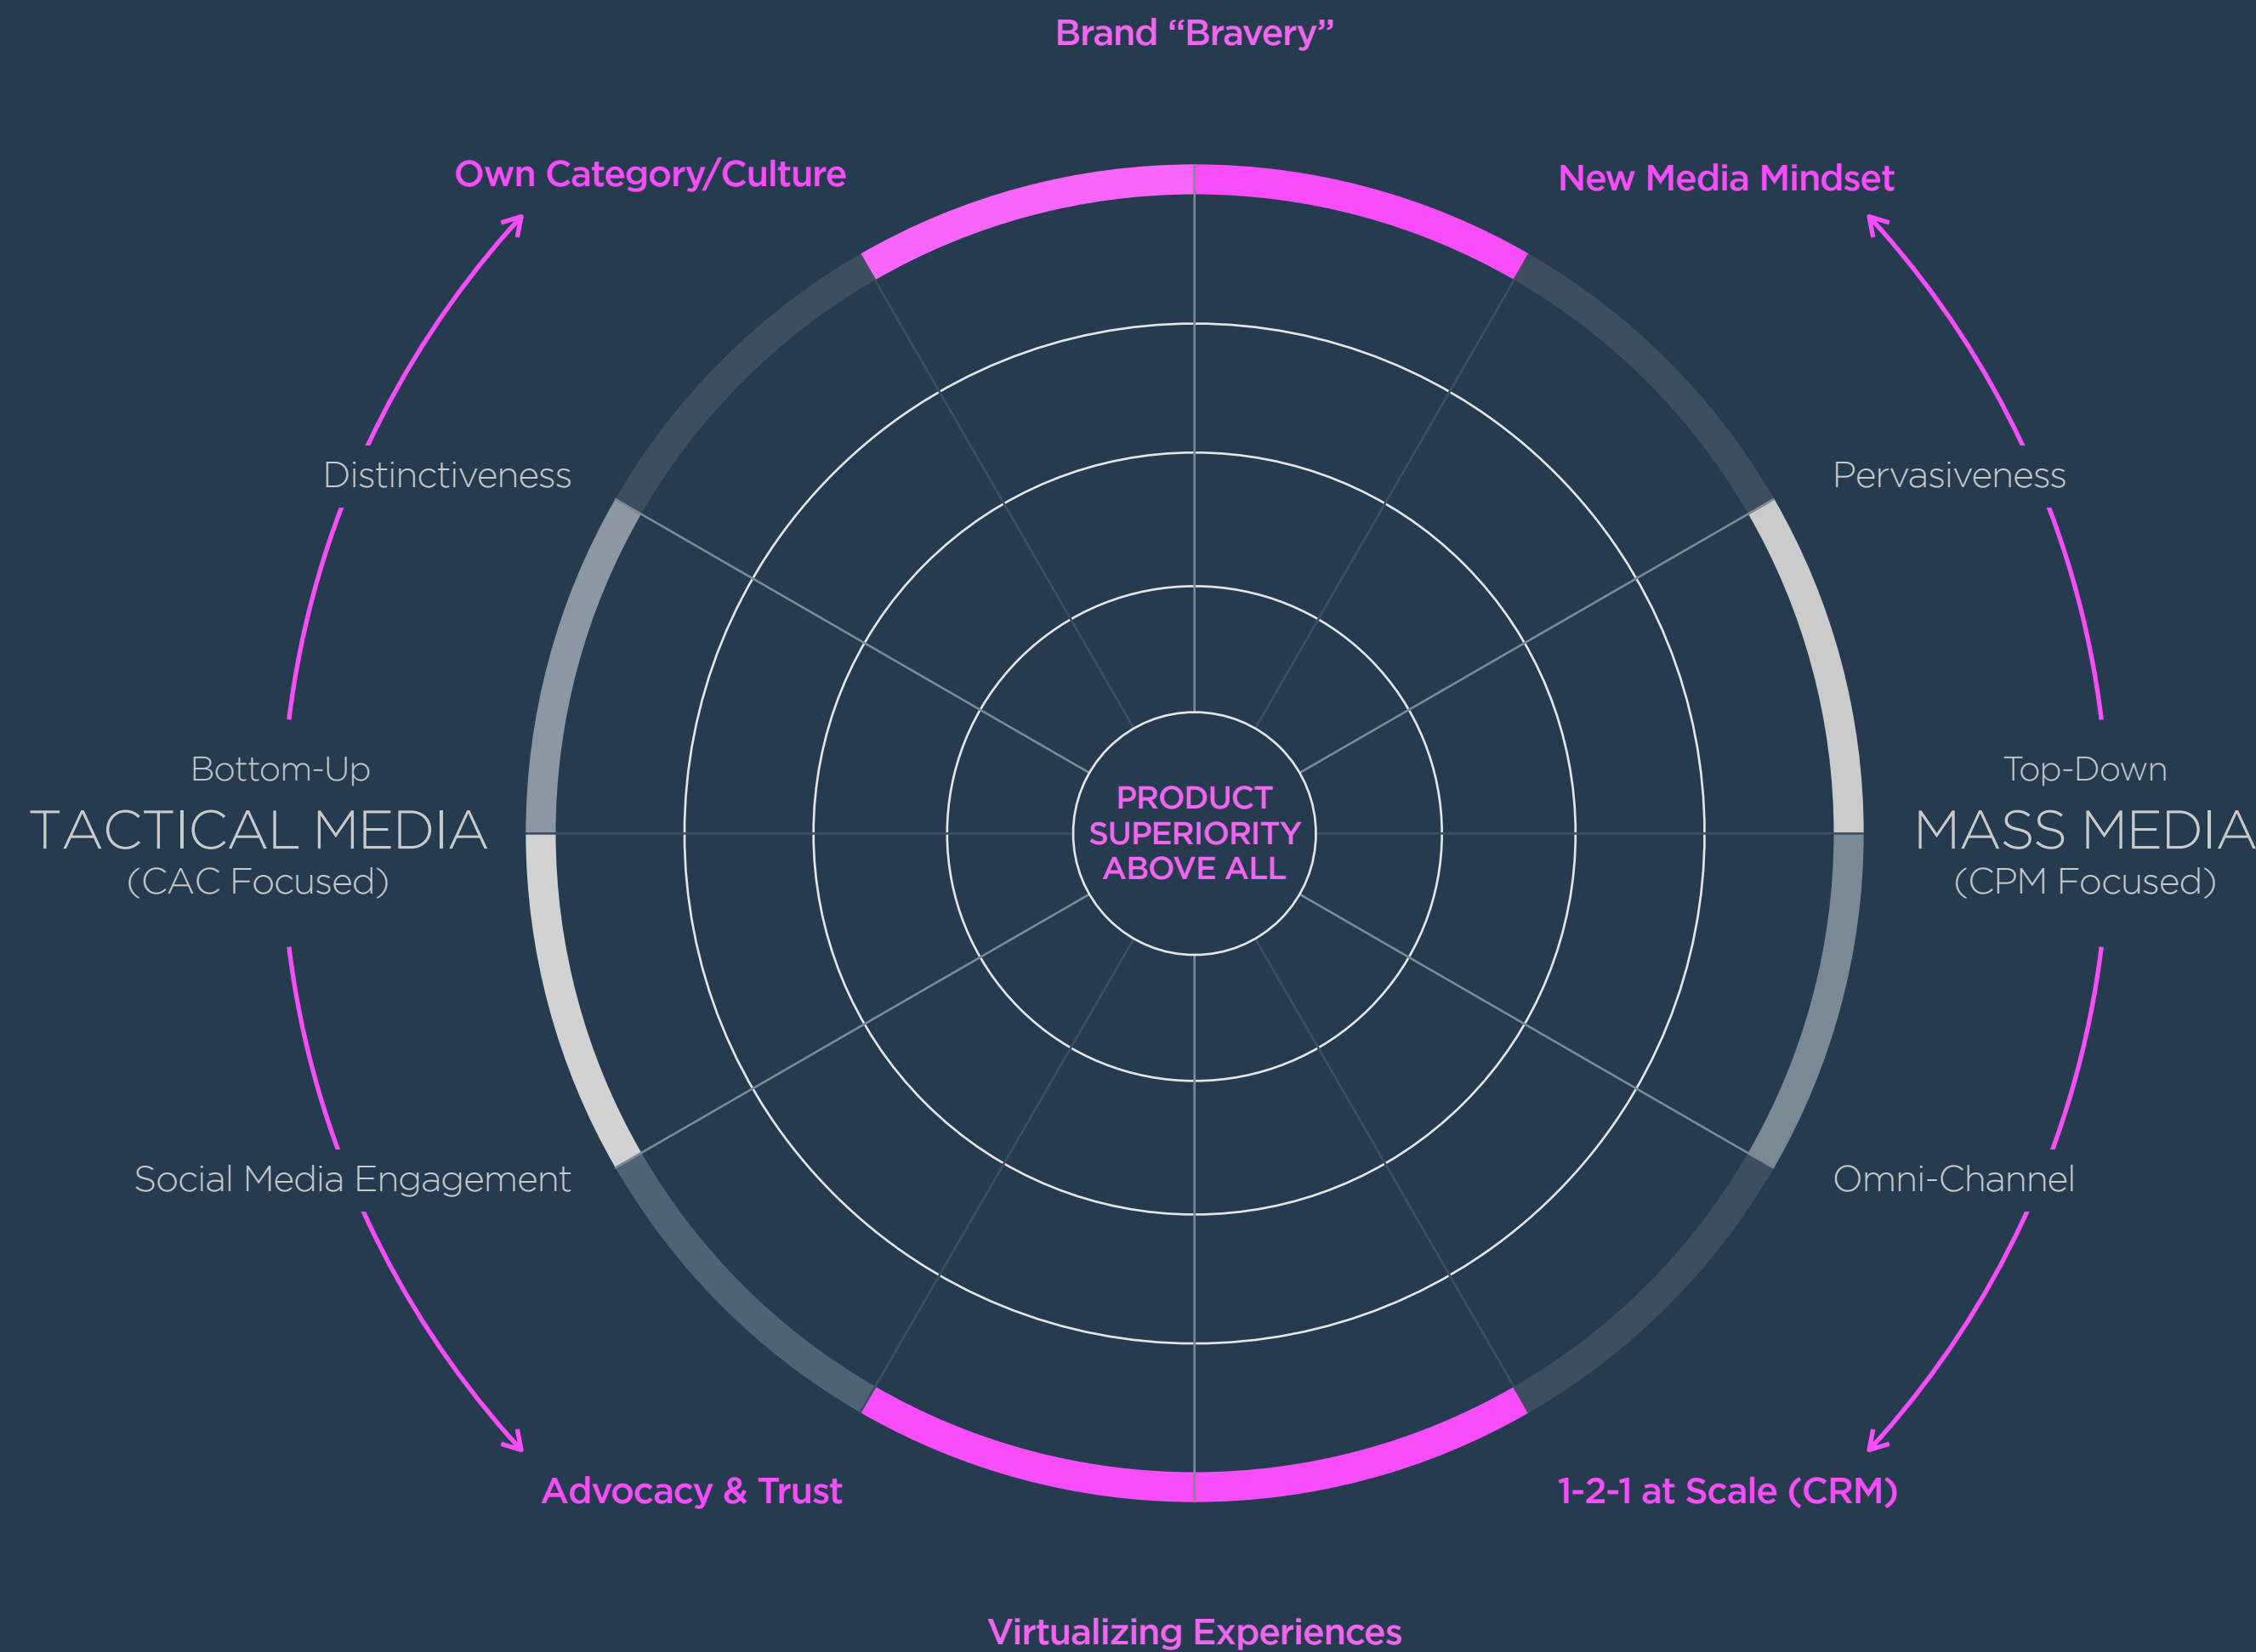 Brand “Bravery”
Own Category/Culture
New Media Mindset
Distinctiveness
Pervasiveness
Bottom-Up
TACTICAL MEDIA
(CAC Focused)
PRODUCT
SUPERIORITY
ABOVE ALL
Top-Down
MASS MEDIA
(CPM Focused)
Social Media Engagement
Omni-Channel
Advocacy & Trust
1-2-1 at Scale (CRM)
Virtualizing Experiences